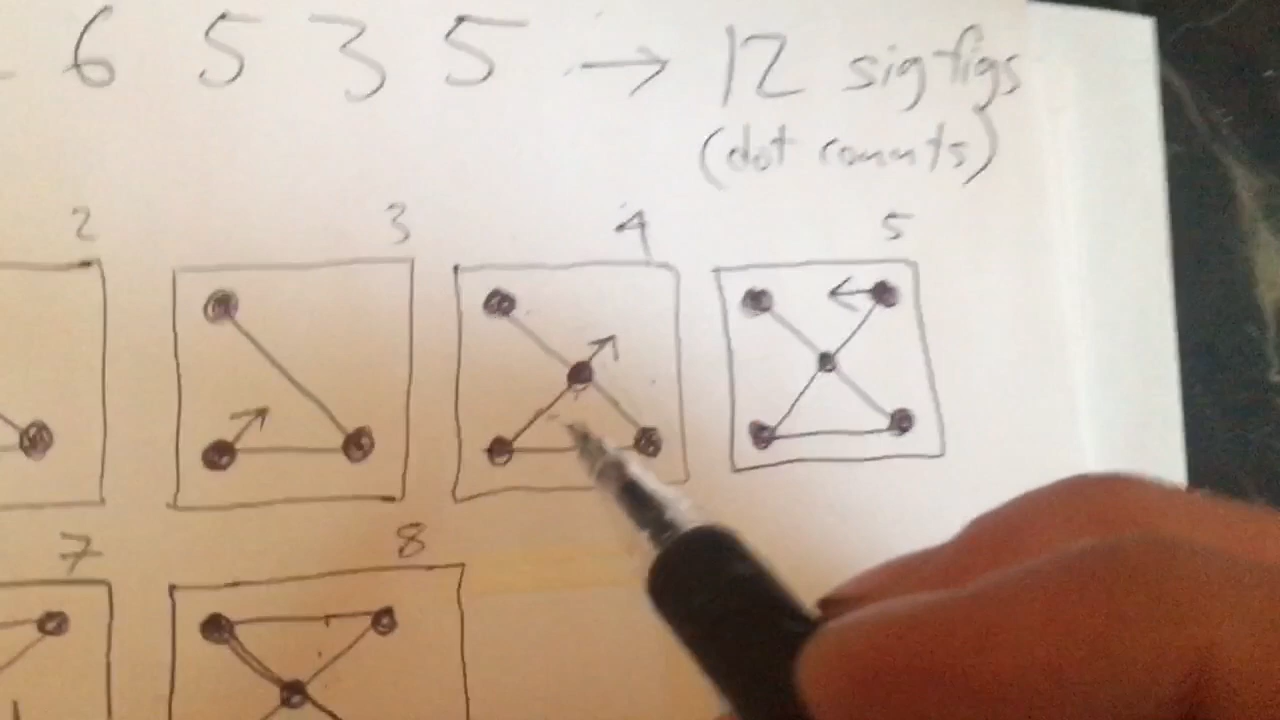 6 5 3 5 → 12 sig figs
(dot counts)
2 3 4 5
7 8